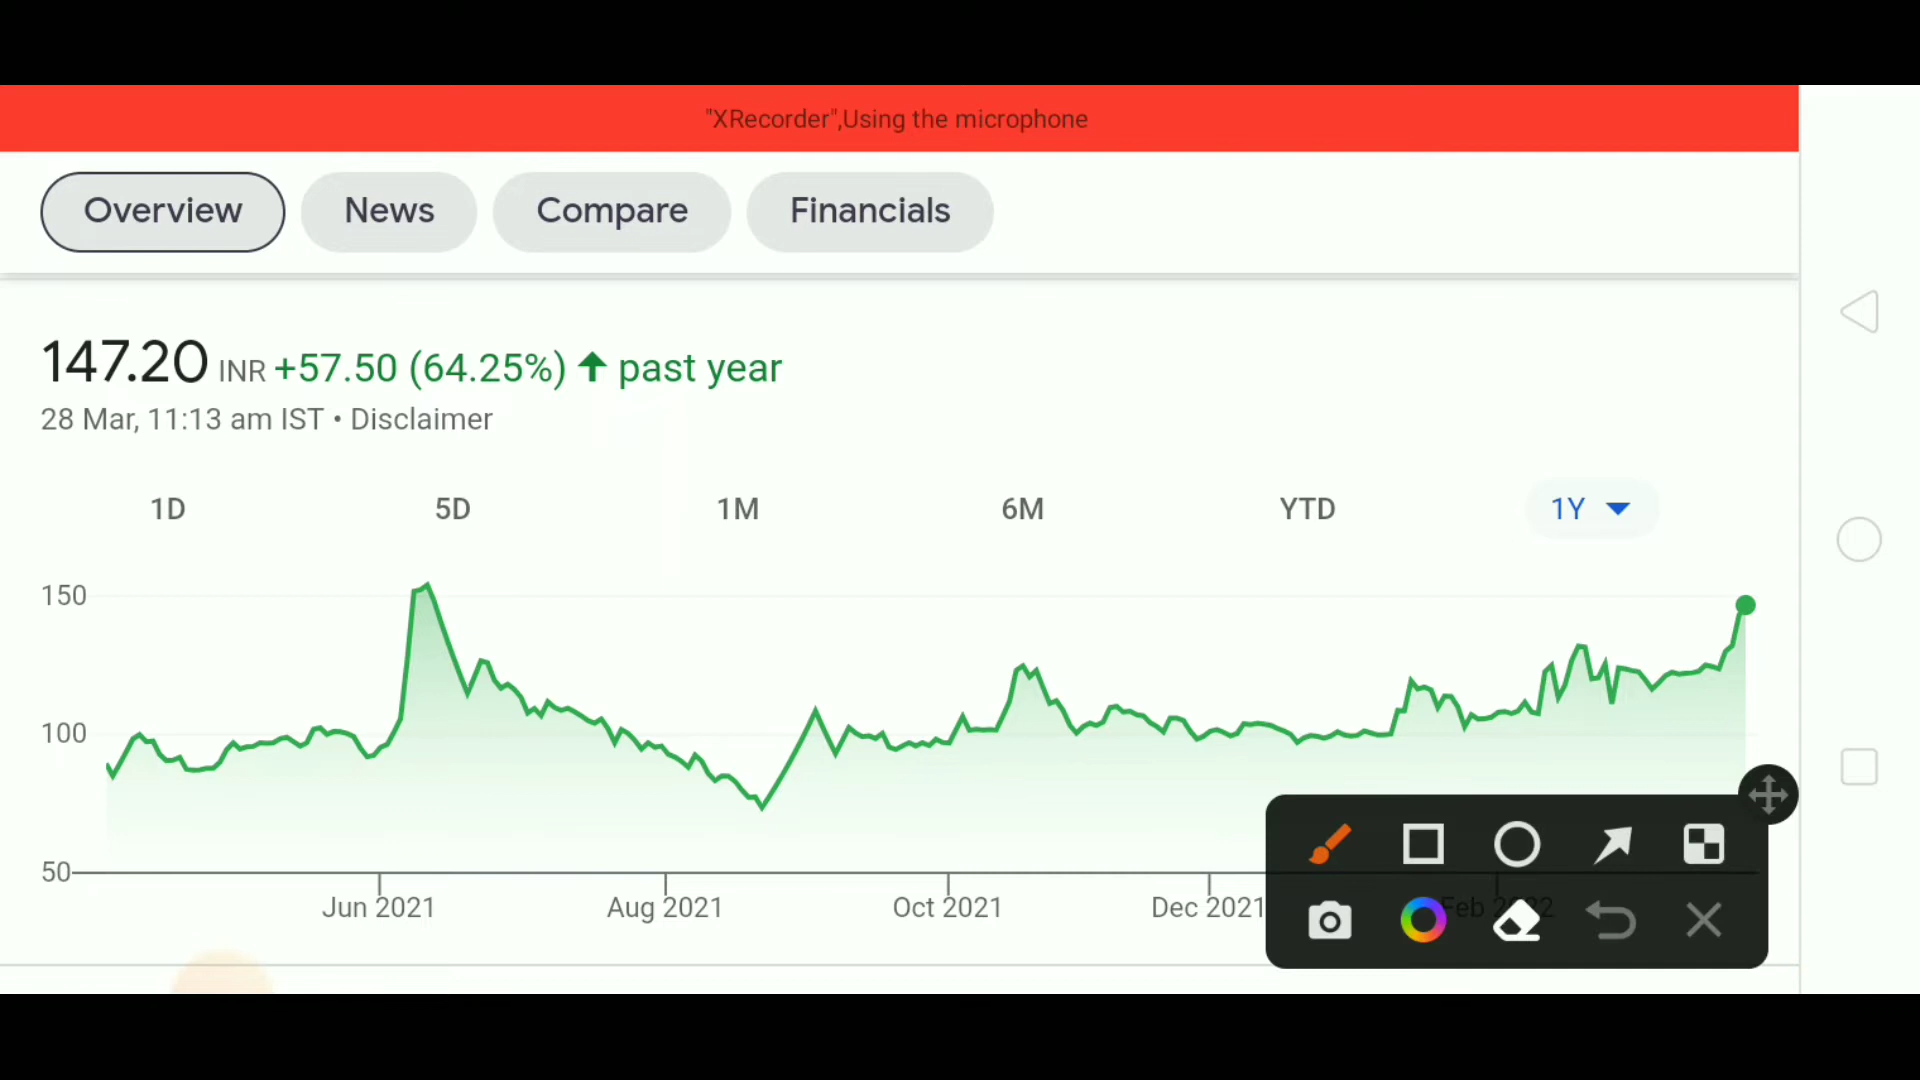 "XRecorder",Using the microphone
Overview News Compare Financials
147.20 INR +57.50 (64.25%) ↑ past year
28 Mar, 11:13 am IST • Disclaimer
1D 5D 1M 6M YTD 1Y
150
100
50
Jun 2021 Aug 2021 Oct 2021 Dec 2021 Feb 2022